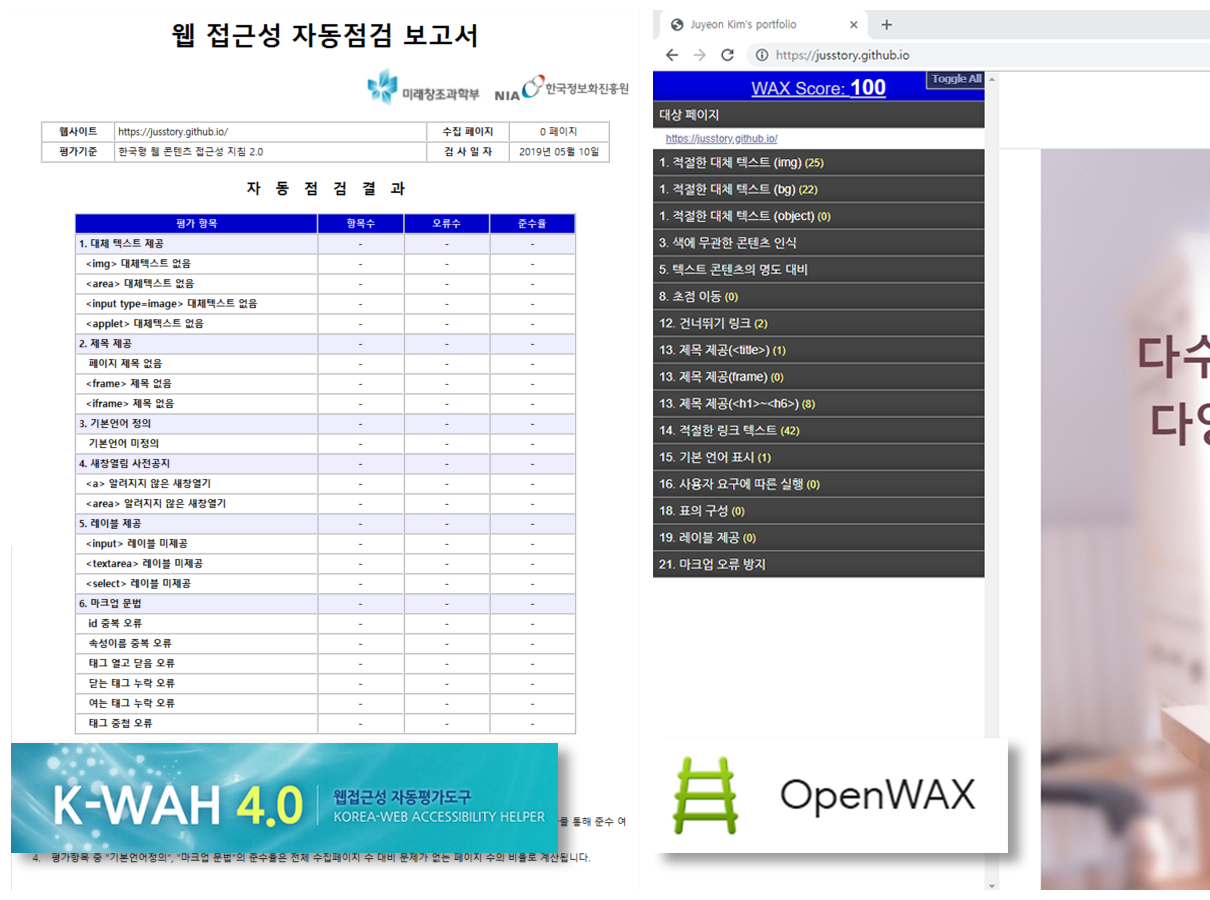 웹 접근성 자동점검 보고서
미래창조과학부 NIA 한국정보화진흥원
웹사이트 https://jusstory.github.io/ 수집 페이지 0 페이지
평가기준 한국형 웹 콘텐츠 접근성 지침 2.0 검 사 일 자 2019년 05월 10일
자 동 점 검 결 과
평가 항목 항목수 오류수 준수율
1. 대체 텍스트 제공 - - -
<img> 대체텍스트 없음 - - -
<area> 대체텍스트 없음 - - -
<input type=image> 대체텍스트 없음 - - -
<applet> 대체텍스트 없음 - - -
2. 제목 제공 - - -
페이지 제목 없음 - - -
<frame> 제목 없음 - - -
<iframe> 제목 없음 - - -
3. 기본언어 정의 - - -
기본언어 미정의 - - -
4. 새창열림 사전공지 - - -
<a> 알려지지 않은 새창열기 - - -
<area> 알려지지 않은 새창열기 - - -
5. 레이블 제공 - - -
<input> 레이블 미제공 - - -
<textarea> 레이블 미제공 - - -
<select> 레이블 미제공 - - -
6. 마크업 문법 - - -
id 중복 오류 - - -
속성이름 중복 오류 - - -
태그 열고 닫음 오류 - - -
닫는 태그 누락 오류 - - -
여는 태그 누락 오류 - - -
태그 중첩 오류 - - -
K-WAH 4.0 웹접근성 자동평가도구
KOREA-WEB ACCESSIBILITY HELPER
를 통해 준수 여
4. 평가항목 중 "기본언어정의", "마크업 문법"의 준수율은 전체 수집페이지 수 대비 문제가 없는 페이지 수의 비율로 계산됩니다.
Juyeon Kim's portfolio
https://jusstory.github.io
WAX Score: 100 Toggle All
대상 페이지
https://jusstory.github.io/
1. 적절한 대체 텍스트 (img) (25)
1. 적절한 대체 텍스트 (bg) (22)
1. 적절한 대체 텍스트 (object) (0)
3. 색에 무관한 콘텐츠 인식
5. 텍스트 콘텐츠의 명도 대비
8. 초점 이동 (0)
12. 건너뛰기 링크 (2)
13. 제목 제공(<title>) (1)
13. 제목 제공(frame) (0)
13. 제목 제공(<h1>~<h6>) (8)
14. 적절한 링크 텍스트 (42)
15. 기본 언어 표시 (1)
16. 사용자 요구에 따른 실행 (0)
18. 표의 구성 (0)
19. 레이블 제공 (0)
21. 마크업 오류 방지
다수
다양
OpenWAX